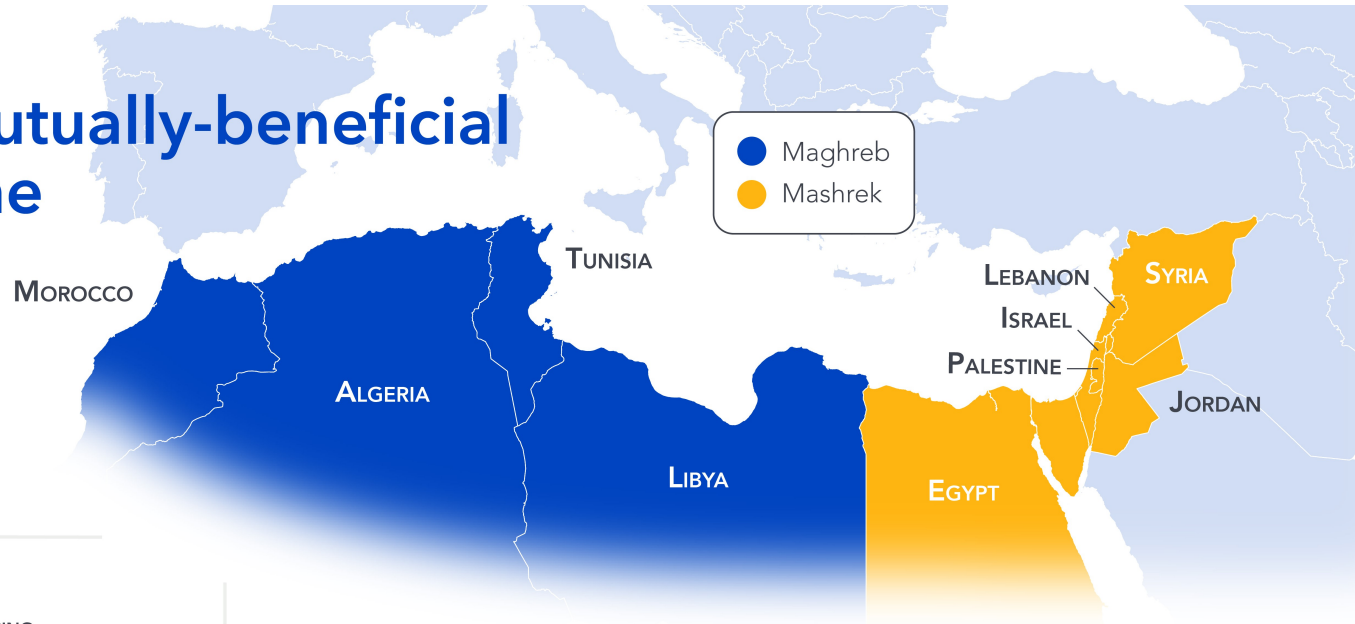 utually-beneficial
ne
Maghreb
Mashrek
TUNISIA
MOROCCO
LEBANON
SYRIA
ISRAEL
PALESTINE
ALGERIA
JORDAN
LIBYA
EGYPT